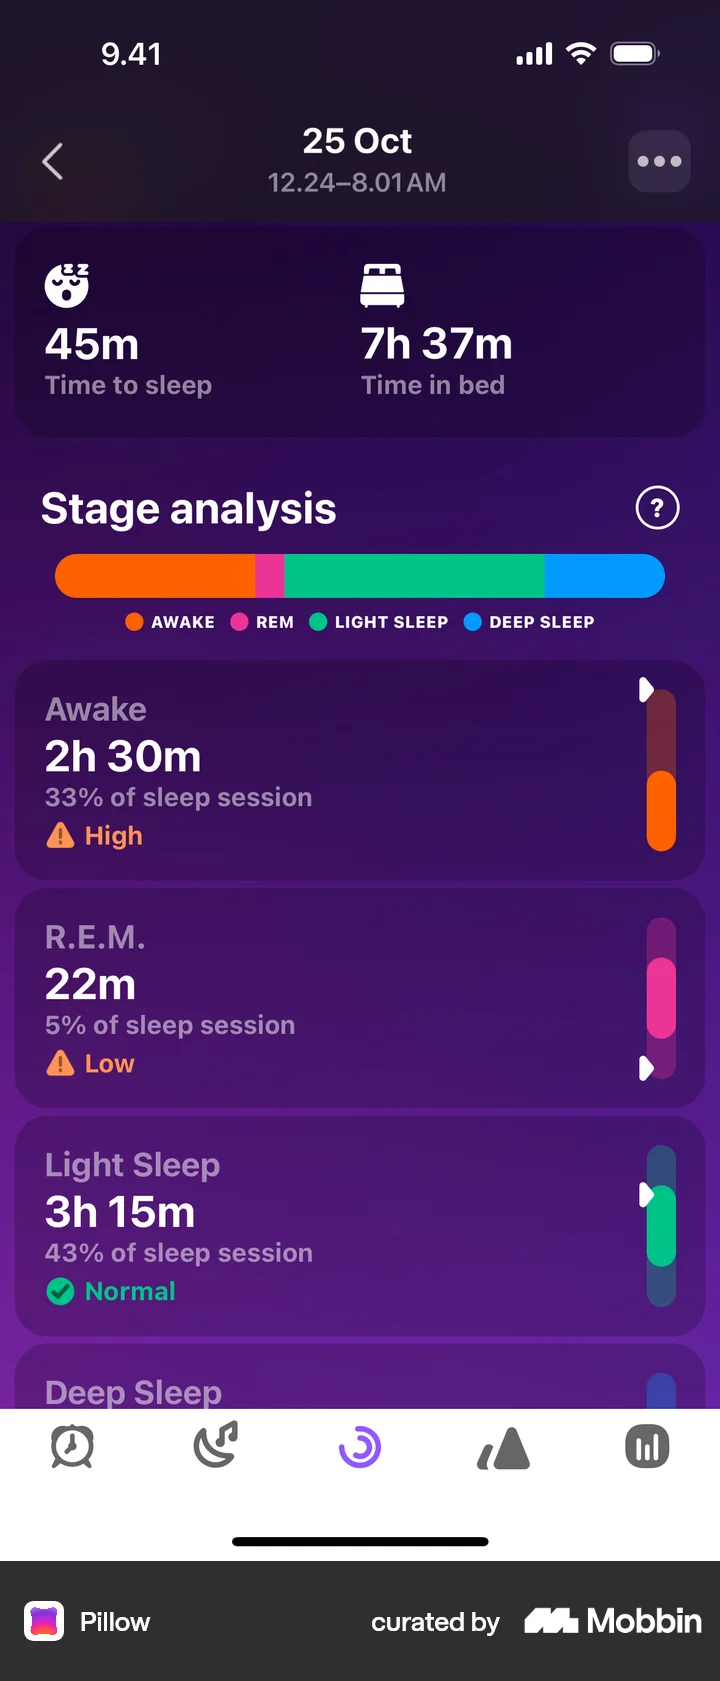 9.41
25 Oct
12.24–8.01 AM
45m
Time to sleep
7h 37m
Time in bed
Stage analysis
?
AWAKE REM LIGHT SLEEP DEEP SLEEP
Awake
2h 30m
33% of sleep session
High
R.E.M.
22m
5% of sleep session
Low
Light Sleep
3h 15m
43% of sleep session
Normal
Deep Sleep
Pillow
curated by Mobbin